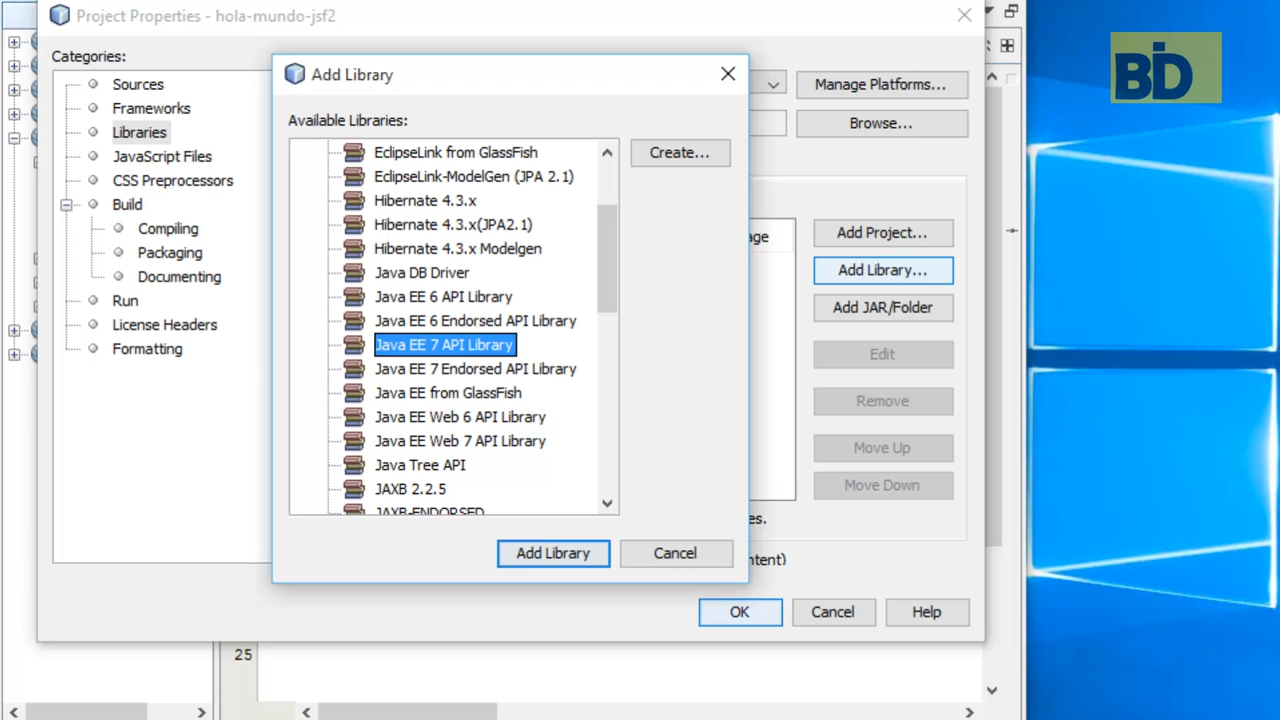 Project Properties - hola-mundo-jsf2
Categories:
Sources
Frameworks
Libraries
JavaScript Files
CSS Preprocessors
Build
Compiling
Packaging
Documenting
Run
License Headers
Formatting
Add Library
Available Libraries:
EclipseLink from GlassFish
EclipseLink-ModelGen (JPA 2.1)
Hibernate 4.3.x
Hibernate 4.3.x(JPA2.1)
Hibernate 4.3.x Modelgen
Java DB Driver
Java EE 6 API Library
Java EE 6 Endorsed API Library
Java EE 7 API Library
Java EE 7 Endorsed API Library
Java EE from GlassFish
Java EE Web 6 API Library
Java EE Web 7 API Library
Java Tree API
JAXB 2.2.5
JAXB-ENDORSED
Create...
Add Library
Cancel
Manage Platforms...
Browse...
age
Add Project...
Add Library...
Add JAR/Folder
Edit
Remove
Move Up
Move Down
es.
ntent)
OK
Cancel
Help
25
BiD